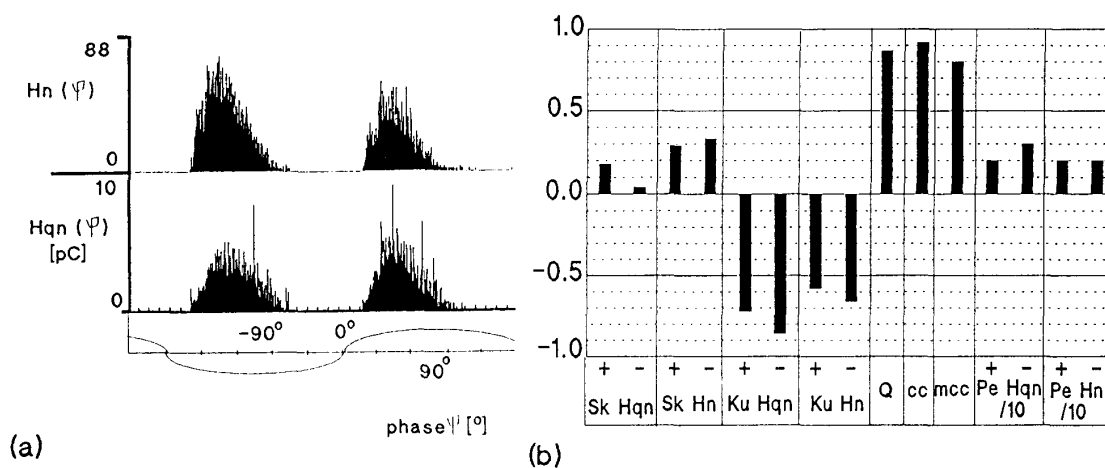 88
Hn (φ)
0
10
Hqn (φ)
[pC]
0
-90° 0°
90°
phase [°]
(a)
1.0
0.5
0.0
-0.5
-1.0
+ - + - + - + - + - + -
Sk Hqn Sk Hn Ku Hqn Ku Hn Q cc mcc Pe Hqn Pe Hn
/10 /10
(b)